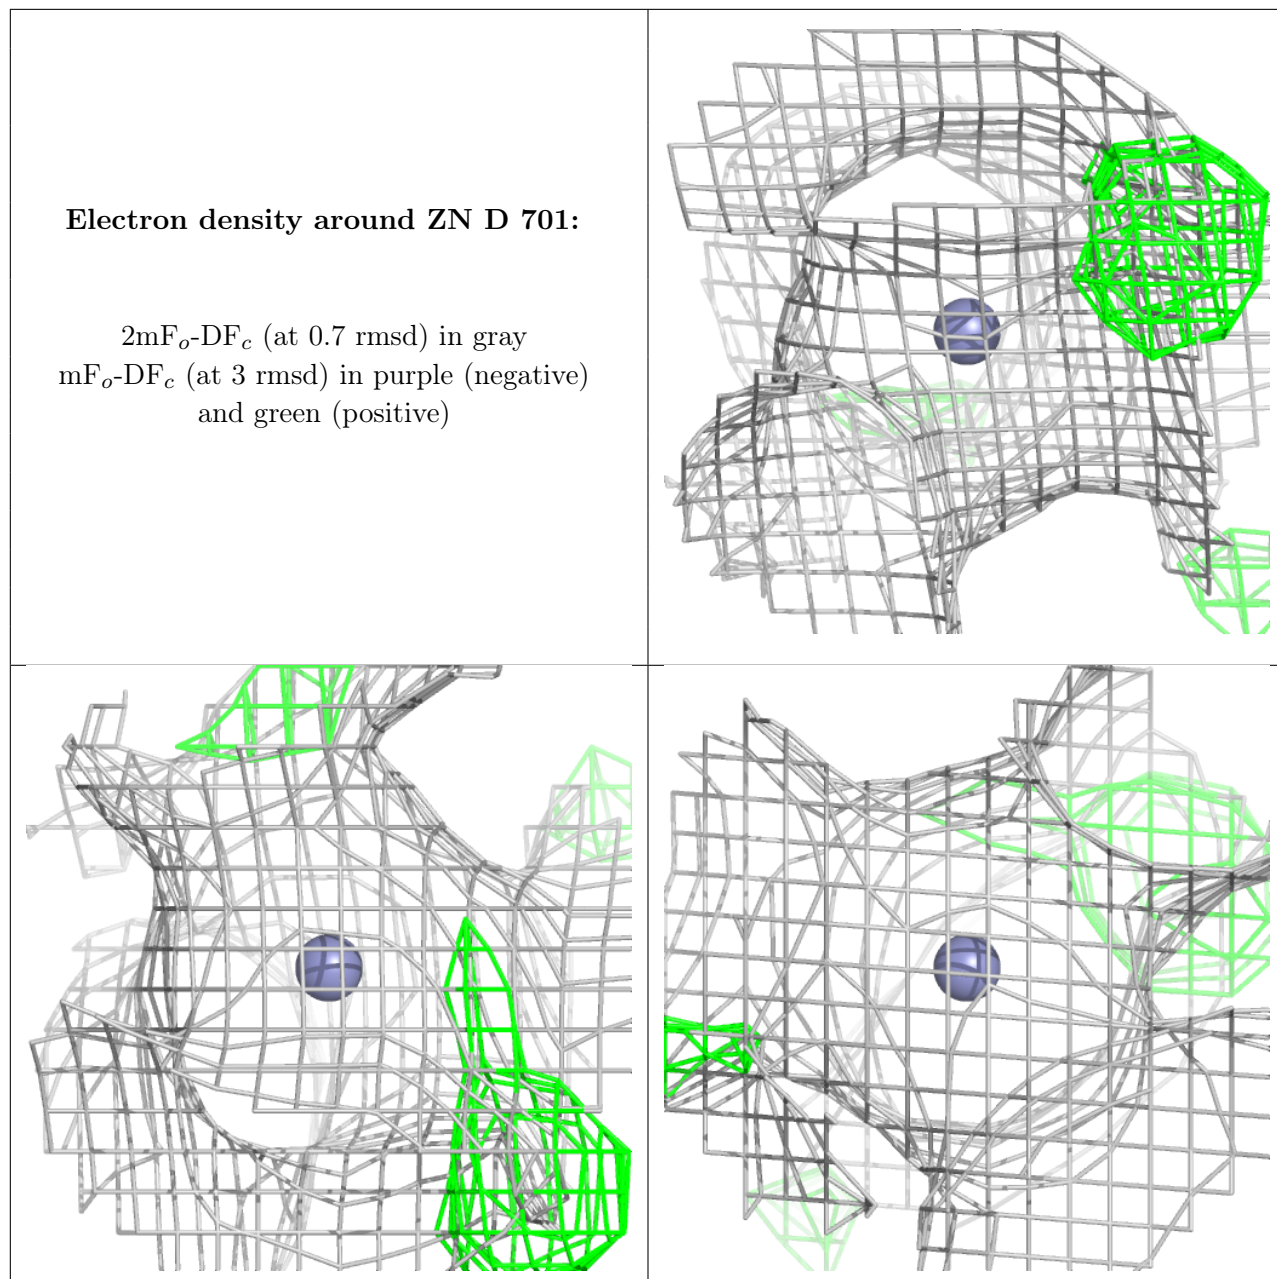 Electron density around ZN D 701:
2mFo-DFc (at 0.7 rmsd) in gray
mFo-DFc (at 3 rmsd) in purple (negative)
and green (positive)